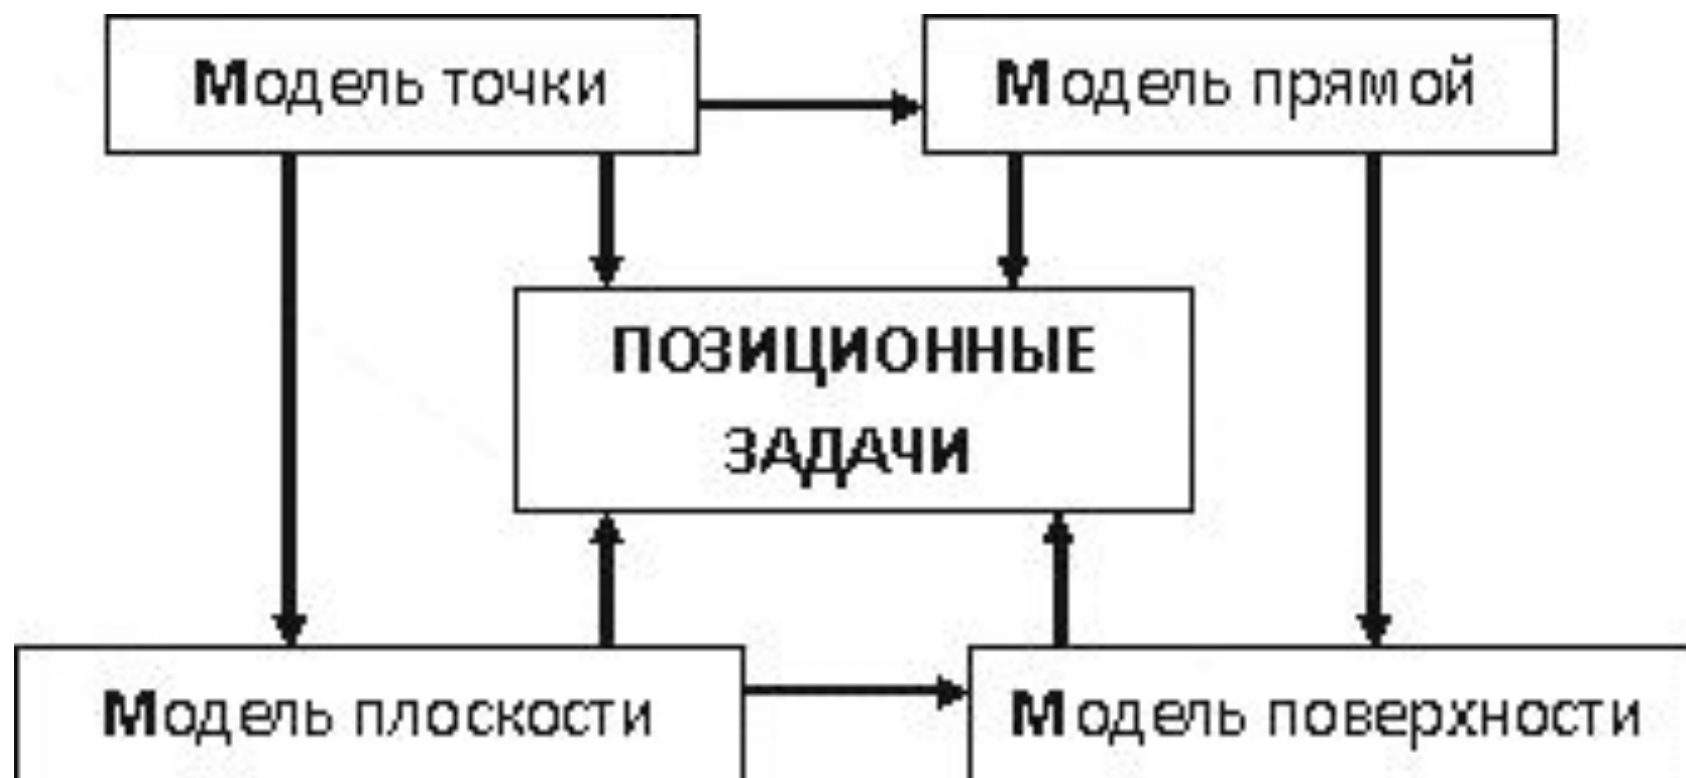 Модель точки
Модель прямой
ПОЗИЦИОННЫЕ
ЗАДАЧИ
Модель плоскости
Модель поверхности